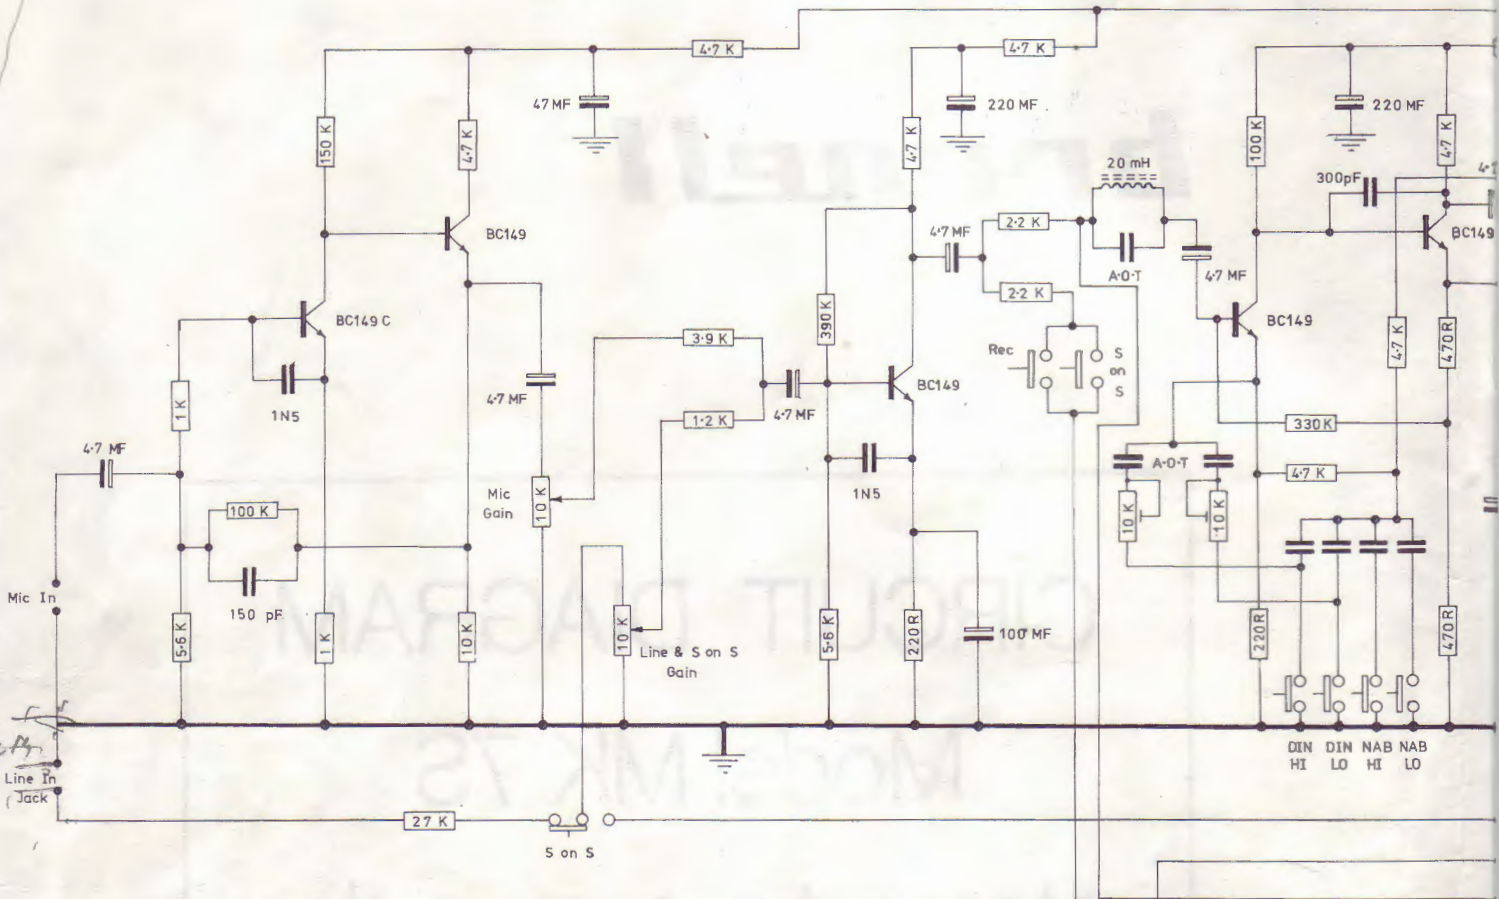 4.7 K
4.7 K
47 MF
220 MF
220 MF
150 K
4.7 K
4.7 K
100 K
4.7 K
20 mH
300pF
BC149
4.7 MF
2.2 K
A·O·T
4.7 MF
BC149
2.2 K
BC149 C
390K
BC149
1 K
1N5
4.7 MF
3.9 K
Rec
S
on
S
4.7 K
470R
BC149
4.7 MF
1.2 K
330K
4.7 MF
A·O·T
4.7 K
Mic
Gain
10 K
1N5
10 K
10 K
100 K
150 pF
Mic In
5.6 K
1 K
10 K
10 K
Line & S on S
Gain
5.6 K
220R
100 MF
220R
470R
DIN
HI
DIN
LO
NAB
HI
NAB
LO
Line In
Jack
27 K
S on S
CIRCUIT DIAGRAM
Model: MK 7S